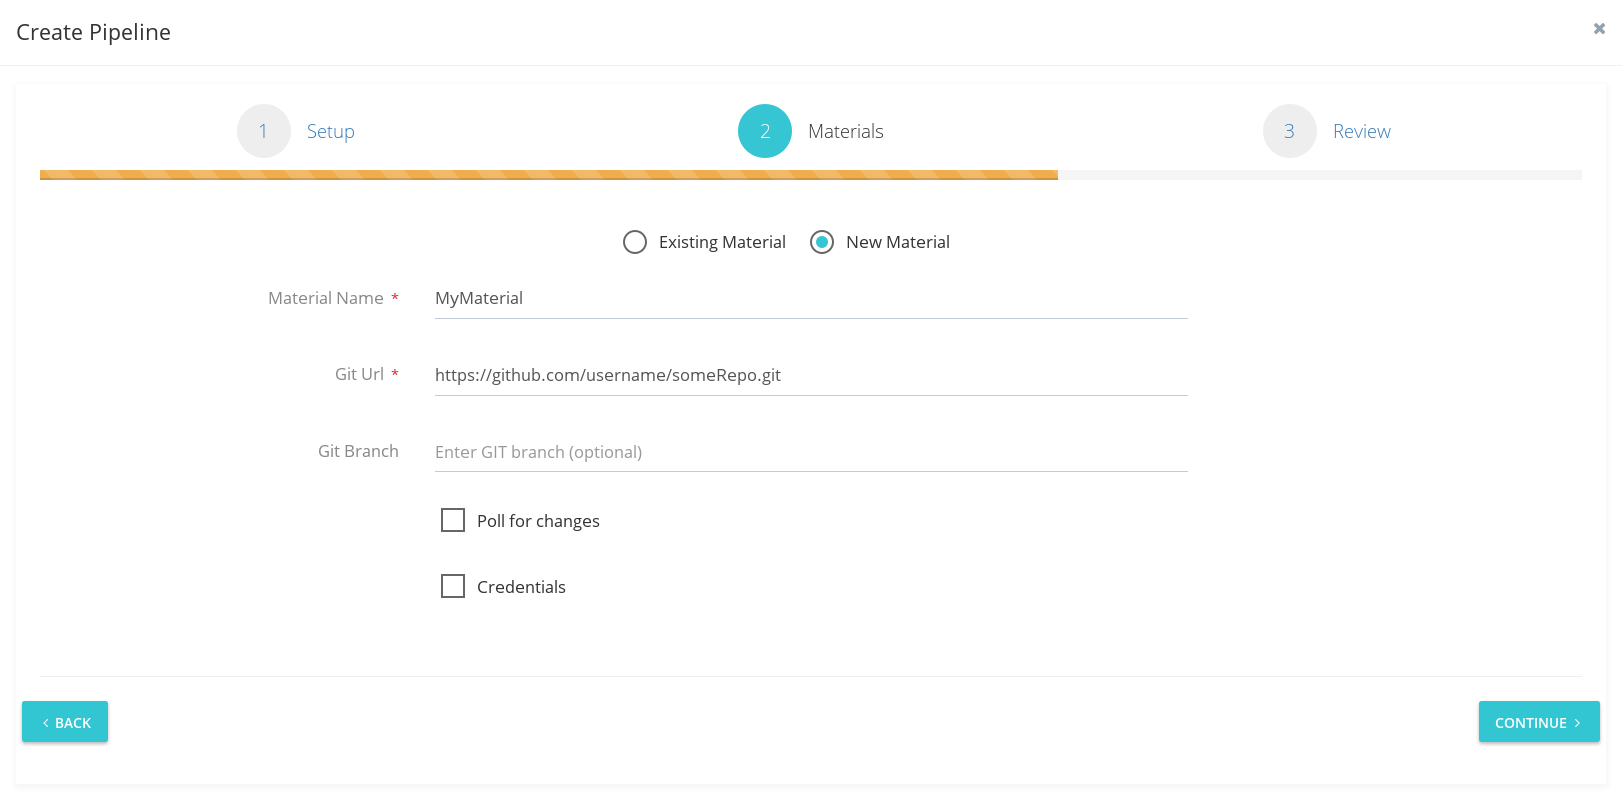 Create Pipeline
1 Setup 2 Materials 3 Review
Existing Material New Material
Material Name * MyMaterial
Git Url * https://github.com/username/someRepo.git
Git Branch Enter GIT branch (optional)
Poll for changes
Credentials
BACK CONTINUE